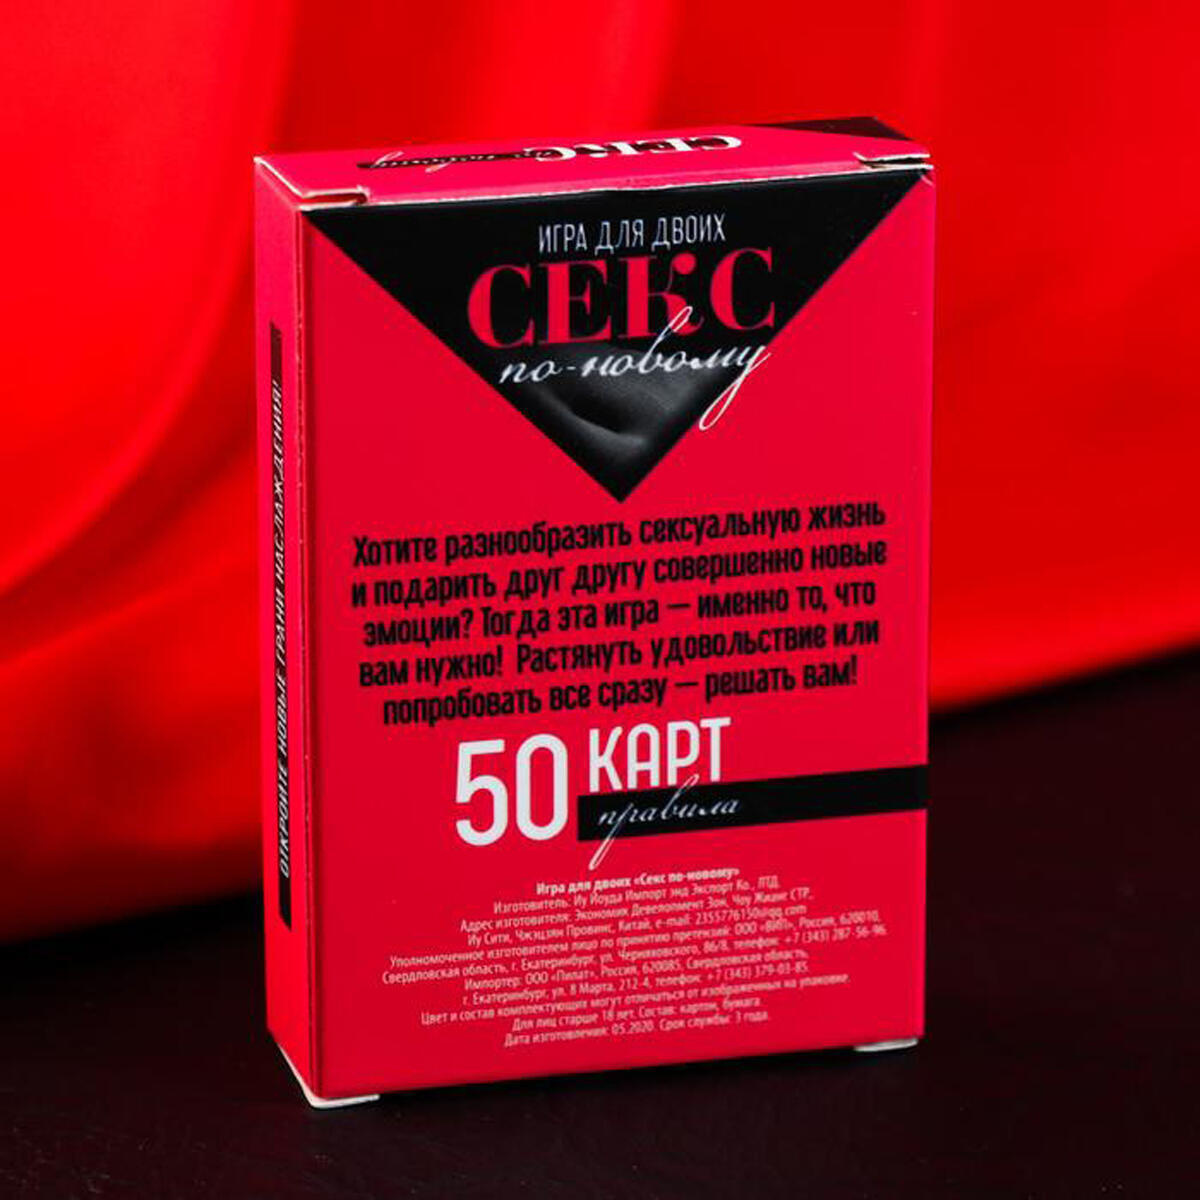 СЕКС
ИГРА ДЛЯ ДВОИХ
СЕКС
по-новому
Хотите разнообразить сексуальную жизнь
и подарить друг другу совершенно новые
эмоции? Тогда эта игра — именно то, что
вам нужно! Растянуть удовольствие или
попробовать все сразу — решать вам!
50 КАРТ
правила
Игра для двоих «Секс по-новому»
Изготовитель: Иу Йоуда Импорт энд Экспорт Ко., ЛТД.
Адрес изготовителя: Экономик Девелопмент Зон, Чоу Жианг СТР.,
Иу Сити, Чжэцзян Провинс, Китай, e-mail: 2355776150@qq.com
Уполномоченное изготовителем лицо по принятию претензий: ООО «ВИП», Россия, 620010,
Свердловская область, г. Екатеринбург, ул. Черняховского, 86/8, телефон: +7 (343) 287-56-96.
Импортер: ООО «Пилат», Россия, 620085, Свердловская область,
г. Екатеринбург, ул. 8 Марта, 212-4, телефон: +7 (343) 379-03-85.
Цвет и состав комплектующих могут отличаться от изображенных на упаковке.
Для лиц старше 18 лет. Состав: картон, бумага.
Дата изготовления: 05.2020. Срок службы: 3 года.
ОТКРОЙТЕ НОВЫЕ ГРАНИ НАСЛАЖДЕНИЯ!